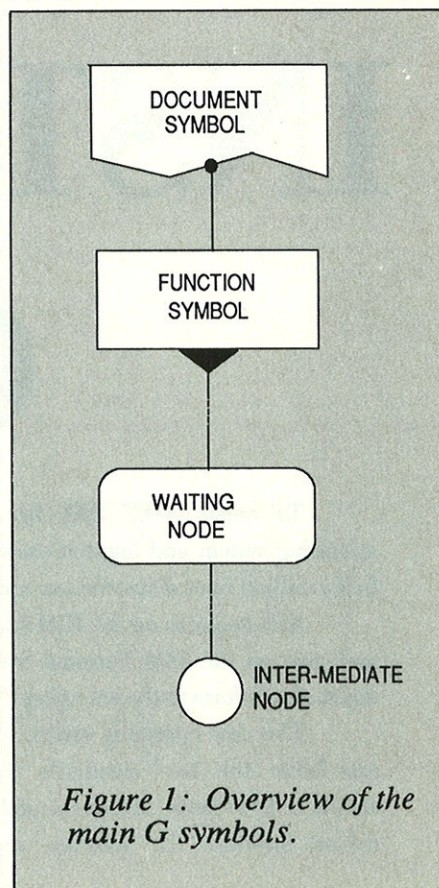 DOCUMENT
SYMBOL
FUNCTION
SYMBOL
WAITING
NODE
INTER-MEDIATE
NODE
Figure 1: Overview of the
main G symbols.